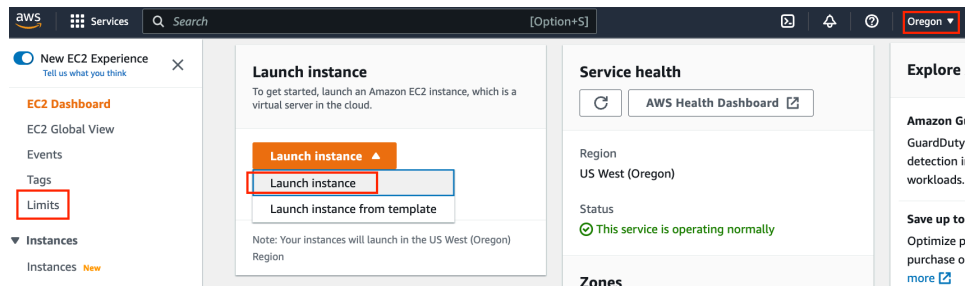 aws Services Search [Option+S] Oregon ▼
New EC2 Experience
Tell us what you think
EC2 Dashboard
EC2 Global View
Events
Tags
Limits
▼ Instances
Instances New
Launch instance
To get started, launch an Amazon EC2 instance, which is a
virtual server in the cloud.
Launch instance ▲
Launch instance
Launch instance from template
Note: Your instances will launch in the US West (Oregon)
Region
Service health
AWS Health Dashboard
Region
US West (Oregon)
Status
This service is operating normally
Zones
Explore
Amazon Gu
GuardDuty
detection i
workloads.
Save up to
Optimize p
purchase o
more